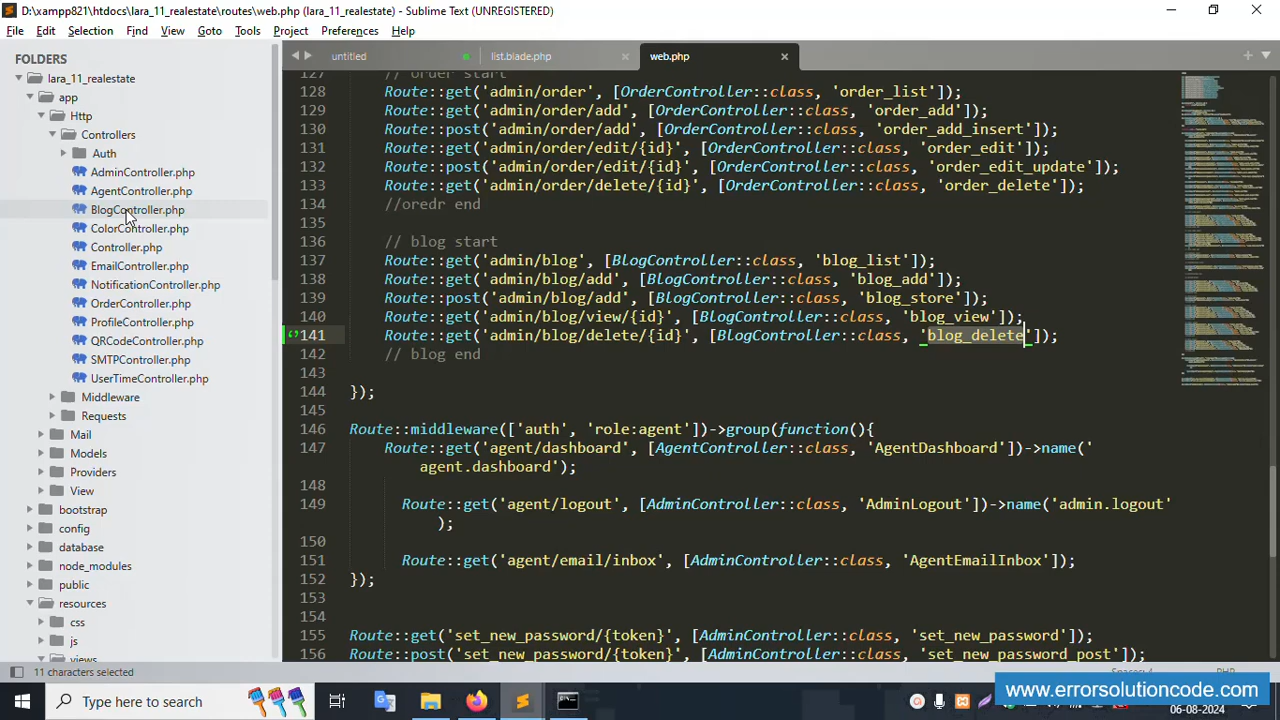 D:\xampp821\htdocs\lara_11_realestate\routes\web.php (lara_11_realestate) - Sublime Text (UNREGISTERED)
File Edit Selection Find View Goto Tools Project Preferences Help
FOLDERS
lara_11_realestate
app
Http
Controllers
Auth
AdminController.php
AgentController.php
BlogController.php
ColorController.php
Controller.php
EmailController.php
NotificationController.php
OrderController.php
ProfileController.php
QRCodeController.php
SMTPController.php
UserTimeController.php
Middleware
Requests
Mail
Models
Providers
View
bootstrap
config
database
node_modules
public
resources
css
js
views
untitled list.blade.php web.php
127 // order start
128 Route::get('admin/order', [OrderController::class, 'order_list']);
129 Route::get('admin/order/add', [OrderController::class, 'order_add']);
130 Route::post('admin/order/add', [OrderController::class, 'order_add_insert']);
131 Route::get('admin/order/edit/{id}', [OrderController::class, 'order_edit']);
132 Route::post('admin/order/edit/{id}', [OrderController::class, 'order_edit_update']);
133 Route::get('admin/order/delete/{id}', [OrderController::class, 'order_delete']);
134 //oredr end
135
136 // blog start
137 Route::get('admin/blog', [BlogController::class, 'blog_list']);
138 Route::get('admin/blog/add', [BlogController::class, 'blog_add']);
139 Route::post('admin/blog/add', [BlogController::class, 'blog_store']);
140 Route::get('admin/blog/view/{id}', [BlogController::class, 'blog_view']);
141 Route::get('admin/blog/delete/{id}', [BlogController::class, 'blog_delete']);
142 // blog end
143
144 });
145
146 Route::middleware(['auth', 'role:agent'])->group(function(){
147 Route::get('agent/dashboard', [AgentController::class, 'AgentDashboard'])->name('
agent.dashboard');
148
149 Route::get('agent/logout', [AdminController::class, 'AdminLogout'])->name('admin.logout'
);
150
151 Route::get('agent/email/inbox', [AdminController::class, 'AgentEmailInbox']);
152 });
153
154
155 Route::get('set_new_password/{token}', [AdminController::class, 'set_new_password']);
156 Route::post('set_new_password/{token}', [AdminController::class, 'set_new_password_post']);
11 characters selected
PHP
Type here to search
www.errorsolutioncode.com
06-08-2024